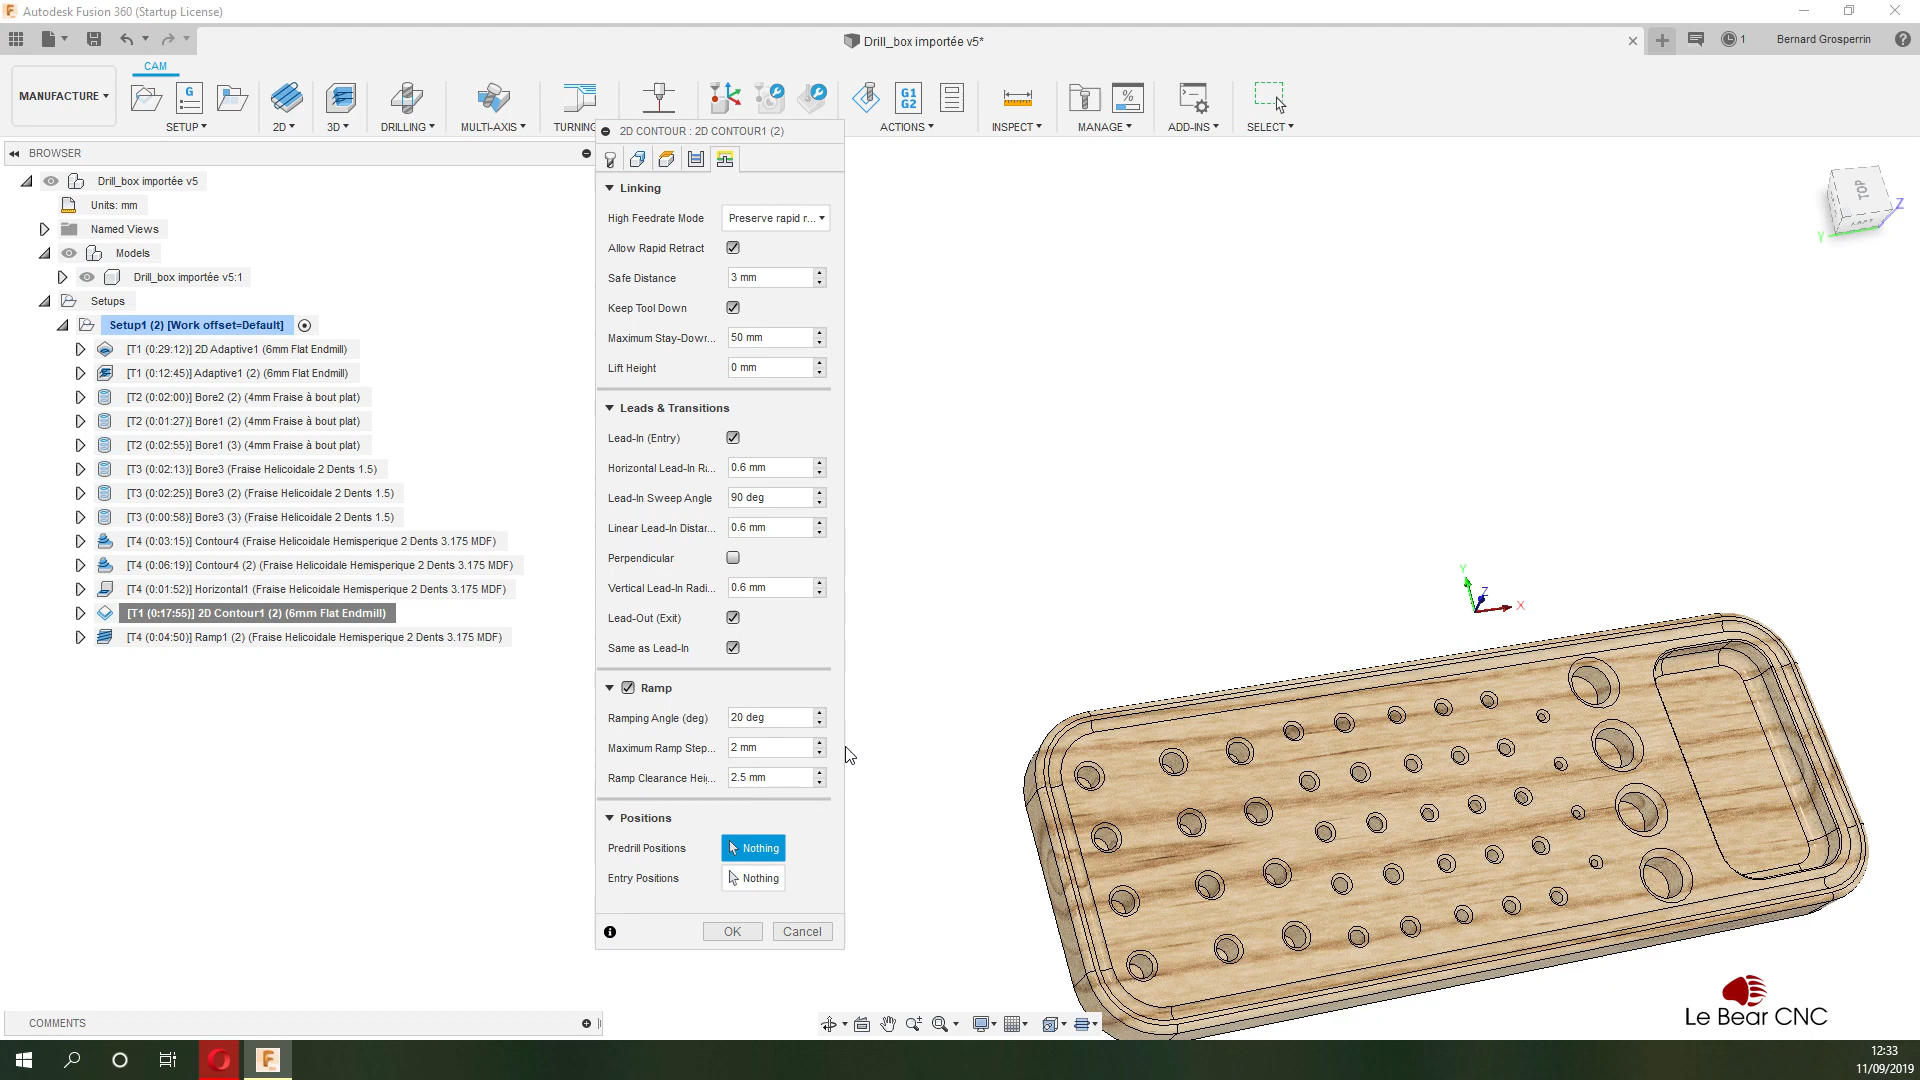 Autodesk Fusion 360 (Startup License)
Drill_box importée v5*
1
Bernard Grosperrin
CAM
MANUFACTURE
SETUP
2D
3D
DRILLING
MULTI-AXIS
TURNING
G1
G2
ACTIONS
INSPECT
MANAGE
ADD-INS
SELECT
BROWSER
Drill_box importée v5
Units: mm
Named Views
Models
Drill_box importée v5:1
Setups
Setup1 (2) [Work offset=Default]
[T1 (0:29:12)] 2D Adaptive1 (6mm Flat Endmill)
[T1 (0:12:45)] Adaptive1 (2) (6mm Flat Endmill)
[T2 (0:02:00)] Bore2 (2) (4mm Fraise à bout plat)
[T2 (0:01:27)] Bore1 (2) (4mm Fraise à bout plat)
[T2 (0:02:55)] Bore1 (3) (4mm Fraise à bout plat)
[T3 (0:02:13)] Bore3 (Fraise Helicoidale 2 Dents 1.5)
[T3 (0:02:25)] Bore3 (2) (Fraise Helicoidale 2 Dents 1.5)
[T3 (0:00:58)] Bore3 (3) (Fraise Helicoidale 2 Dents 1.5)
[T4 (0:03:15)] Contour4 (Fraise Helicoidale Hemisperique 2 Dents 3.175 MDF)
[T4 (0:06:19)] Contour4 (2) (Fraise Helicoidale Hemisperique 2 Dents 3.175 MDF)
[T4 (0:01:52)] Horizontal1 (Fraise Helicoidale Hemisperique 2 Dents 3.175 MDF)
[T1 (0:17:55)] 2D Contour1 (2) (6mm Flat Endmill)
[T4 (0:04:50)] Ramp1 (2) (Fraise Helicoidale Hemisperique 2 Dents 3.175 MDF)
2D CONTOUR : 2D CONTOUR1 (2)
Linking
High Feedrate Mode Preserve rapid r...
Allow Rapid Retract
Safe Distance 3 mm
Keep Tool Down
Maximum Stay-Dowr... 50 mm
Lift Height 0 mm
Leads & Transitions
Lead-In (Entry)
Horizontal Lead-In R... 0.6 mm
Lead-In Sweep Angle 90 deg
Linear Lead-In Distar... 0.6 mm
Perpendicular
Vertical Lead-In Radi... 0.6 mm
Lead-Out (Exit)
Same as Lead-In
Ramp
Ramping Angle (deg) 20 deg
Maximum Ramp Step... 2 mm
Ramp Clearance Hei... 2.5 mm
Positions
Predrill Positions Nothing
Entry Positions Nothing
OK Cancel
TOP
Z
Y
Y
Z
X
Le Bear CNC
COMMENTS
12:33
11/09/2019